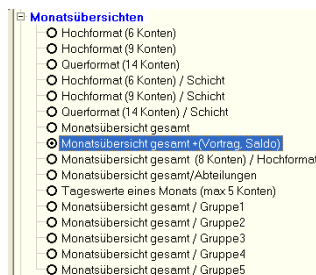 Monatsübersichten
Hochformat (6 Konten)
Hochformat (9 Konten)
Querformat (14 Konten)
Hochformat (6 Konten) / Schicht
Hochformat (9 Konten) / Schicht
Querformat (14 Konten) / Schicht
Monatsübersicht gesamt
Monatsübersicht gesamt +(Vortrag, Saldo)
Monatsübersicht gesamt (8 Konten) / Hochformat
Monatsübersicht gesamt/Abteilungen
Tageswerte eines Monats (max 5 Konten)
Monatsübersicht gesamt / Gruppe1
Monatsübersicht gesamt / Gruppe2
Monatsübersicht gesamt / Gruppe3
Monatsübersicht gesamt / Gruppe4
Monatsübersicht gesamt / Gruppe5